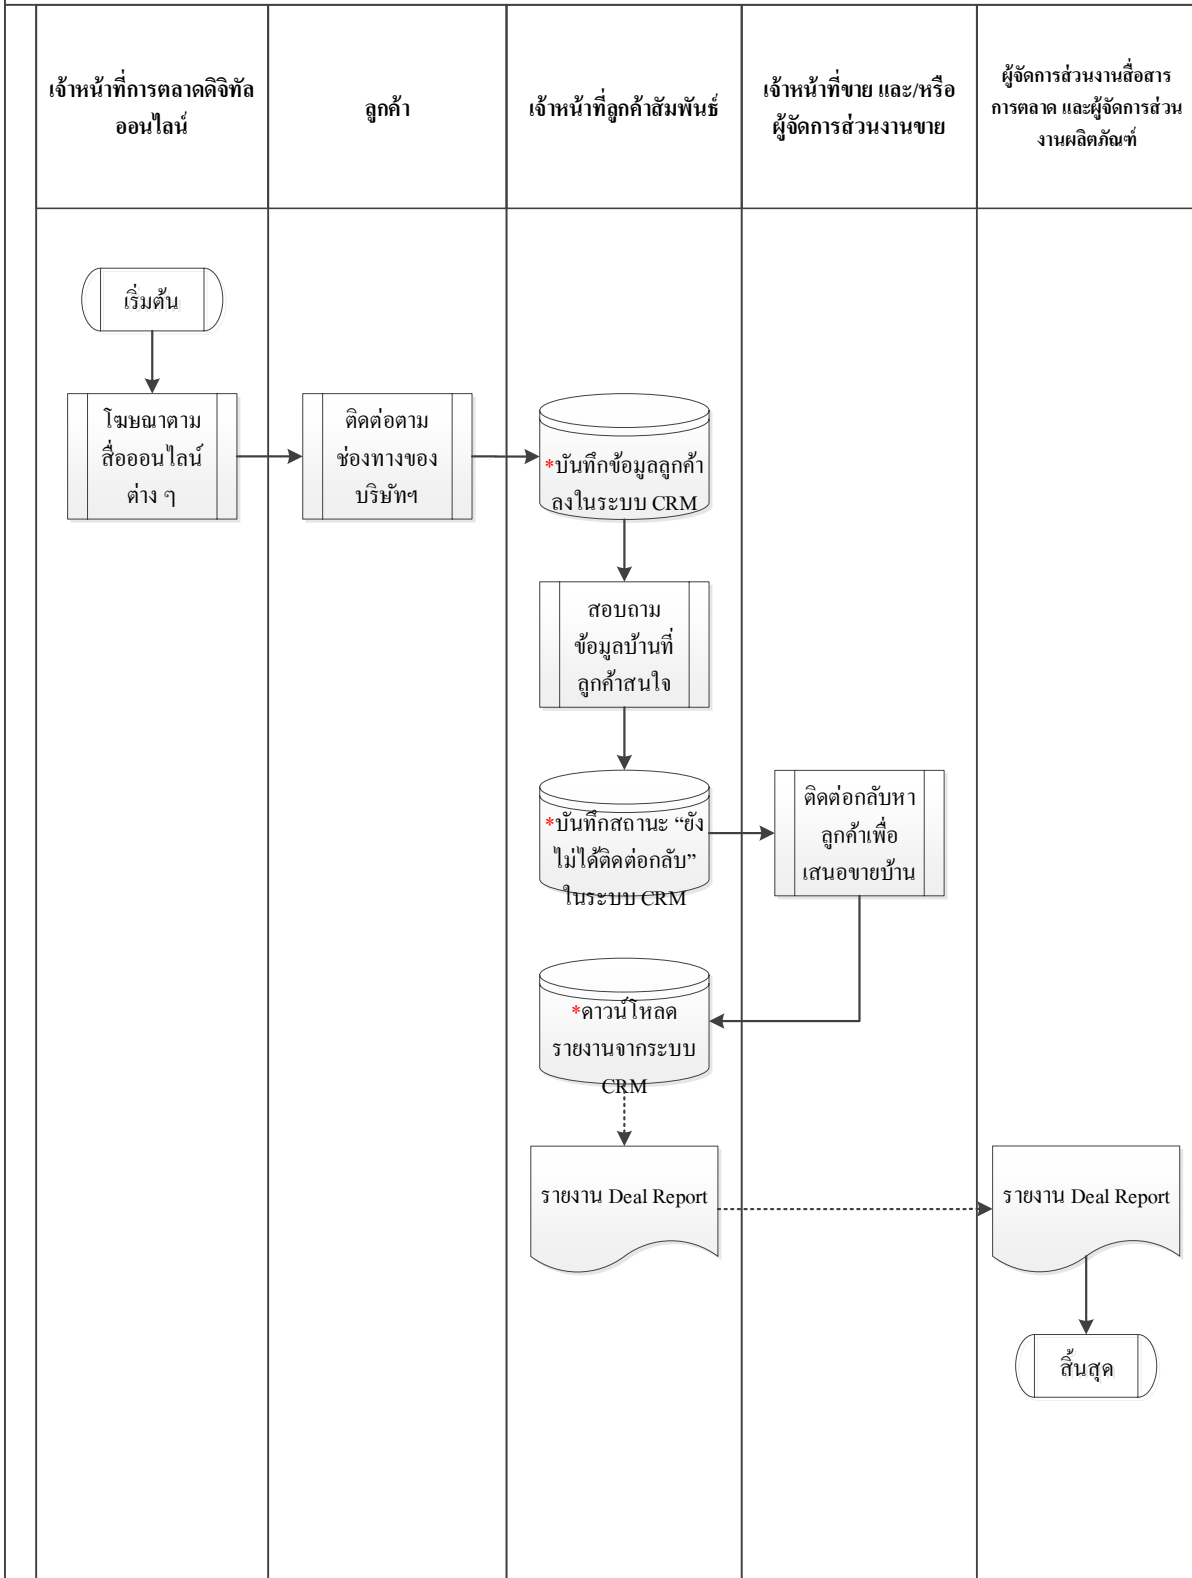 เจ้าหน้าที่การตลาดดิจิทัล
ออนไลน์
ลูกค้า
เจ้าหน้าที่ลูกค้าสัมพันธ์
เจ้าหน้าที่ขาย และ/หรือ
ผู้จัดการส่วนงานขาย
ผู้จัดการส่วนงานสื่อสาร
การตลาด และผู้จัดการส่วน
งานผลิตภัณฑ์
เริ่มต้น
โฆษณาตาม
สื่อออนไลน์
ต่าง ๆ
ติดต่อตาม
ช่องทางของ
บริษัทฯ
*บันทึกข้อมูลลูกค้า
ลงในระบบ CRM
สอบถาม
ข้อมูลบ้านที่
ลูกค้าสนใจ
*บันทึกสถานะ “ยัง
ไม่ได้ติดต่อกลับ”
ในระบบ CRM
ติดต่อกลับหา
ลูกค้าเพื่อ
เสนอขายบ้าน
*ดาวน์โหลด
รายงานจากระบบ
CRM
รายงาน Deal Report
รายงาน Deal Report
สิ้นสุด